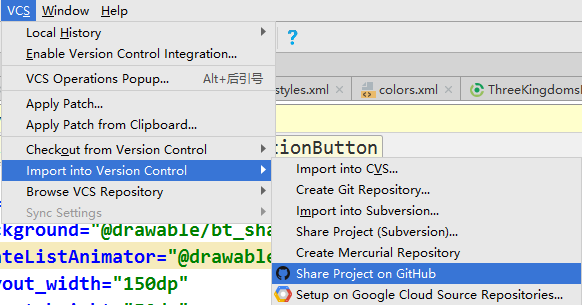 VCS Window Help
Local History
Enable Version Control Integration...
VCS Operations Popup... Alt+后引号
styles.xml colors.xml ThreeKingdoms
Apply Patch...
Apply Patch from Clipboard...
Checkout from Version Control
tionButton
Import into Version Control
Import into CVS...
Browse VCS Repository
Create Git Repository...
Sync Settings
Import into Subversion...
ckground="@drawable/bt_sha
Share Project (Subversion)...
ateListAnimator="@drawable
Create Mercurial Repository
yout_width="150dp"
Share Project on GitHub
Setup on Google Cloud Source Repositories...